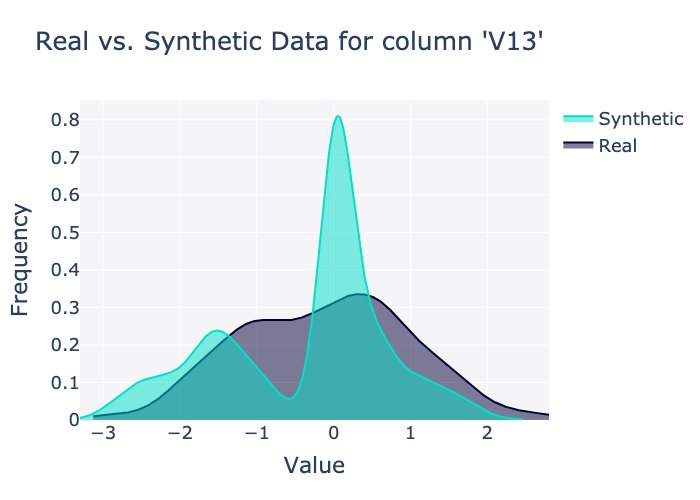 Real vs. Synthetic Data for column 'V13'
Synthetic
Real
Frequency
0.8
0.7
0.6
0.5
0.4
0.3
0.2
0.1
0
−3 −2 −1 0 1 2
Value